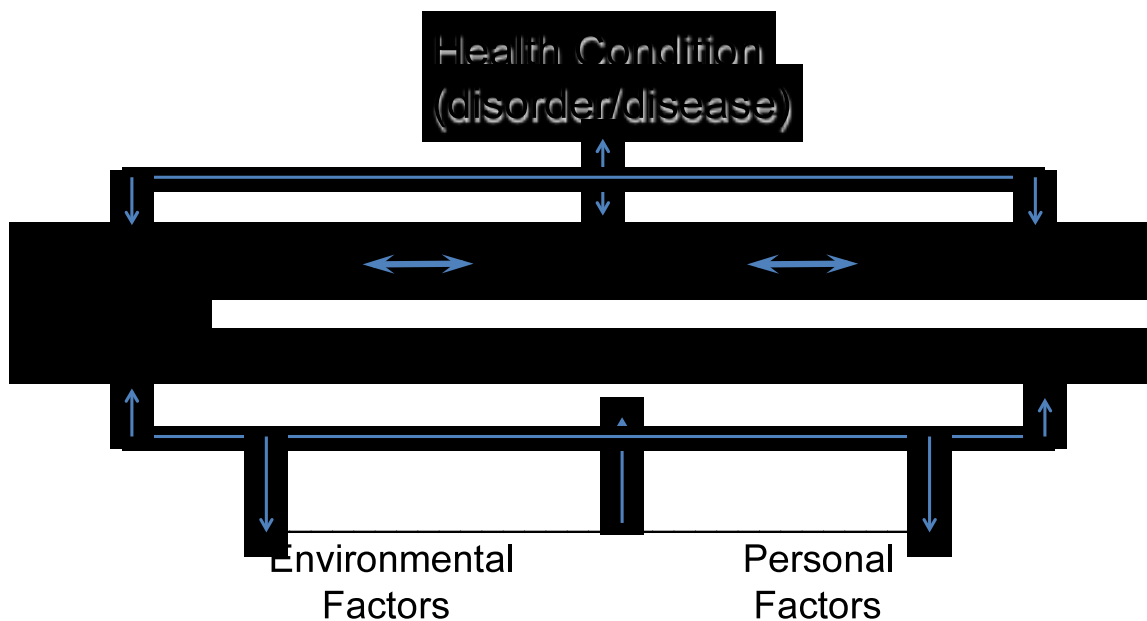 Health Condition
(disorder/disease)
Environmental
Factors
Personal
Factors